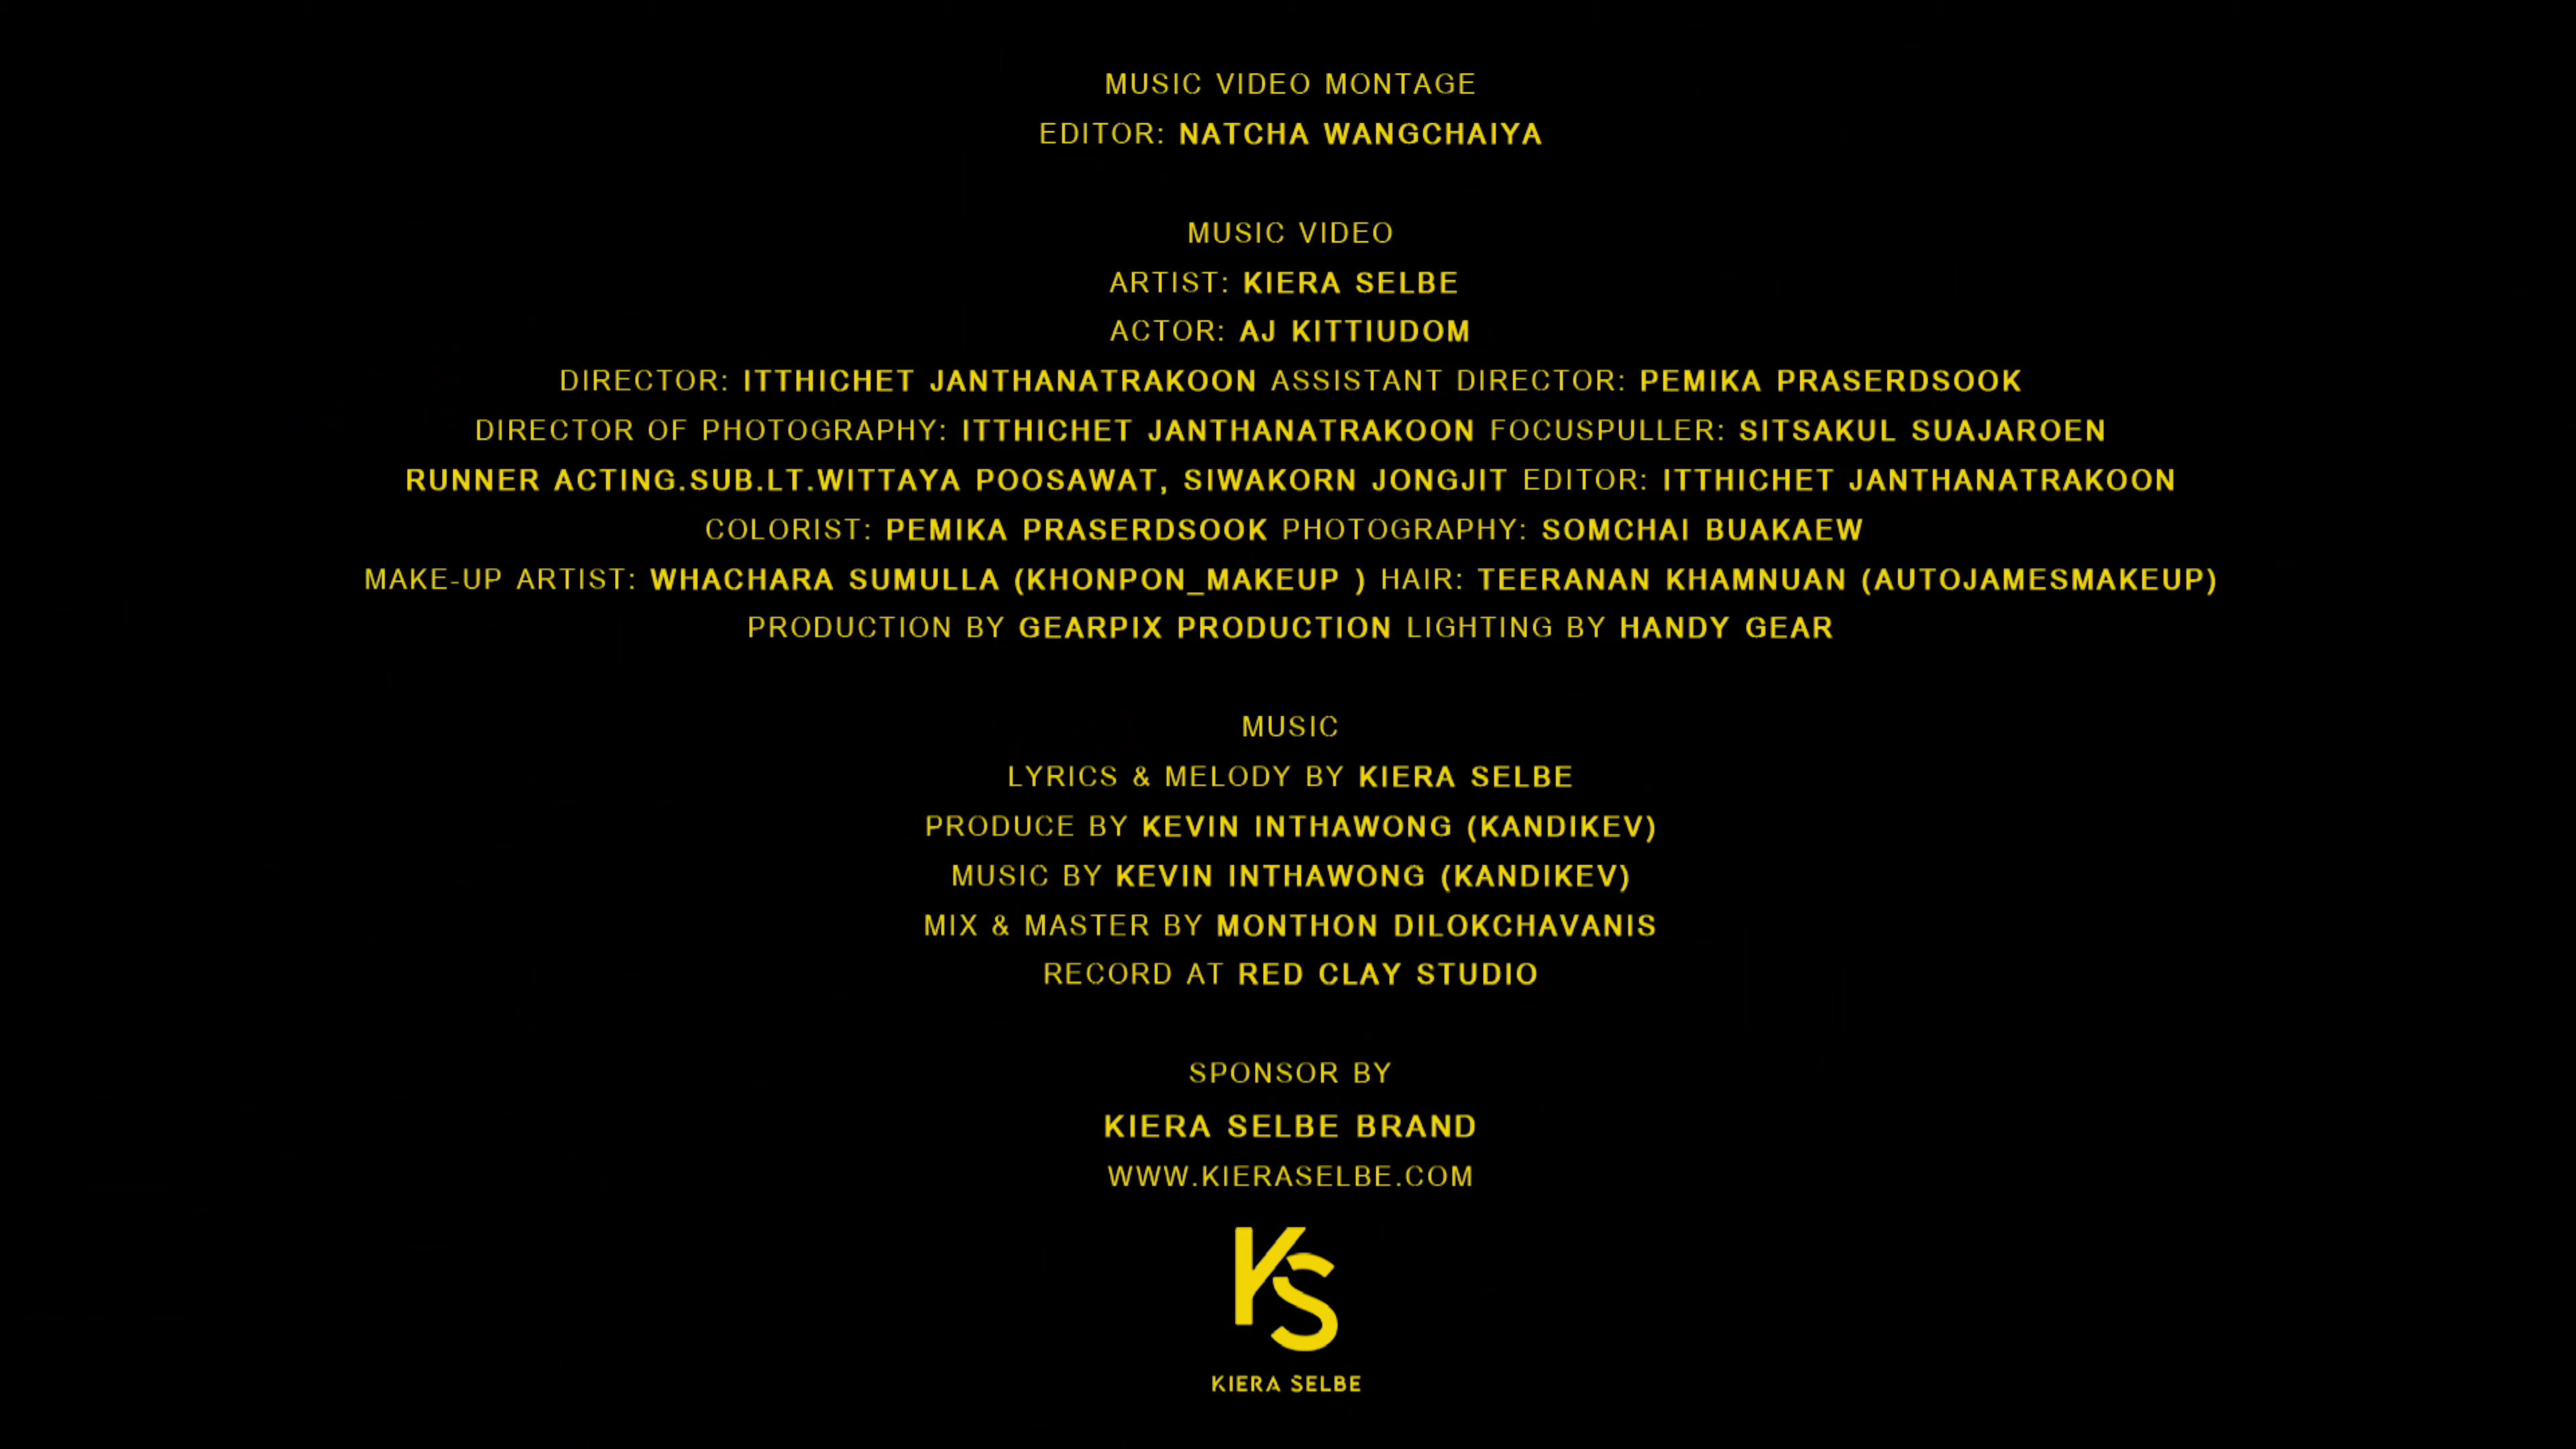 MUSIC VIDEO MONTAGE
EDITOR: NATCHA WANGCHAIYA
MUSIC VIDEO
ARTIST: KIERA SELBE
ACTOR: AJ KITTIUDOM
DIRECTOR: ITTHICHET JANTHANATRAKOON ASSISTANT DIRECTOR: PEMIKA PRASERDSOOK
DIRECTOR OF PHOTOGRAPHY: ITTHICHET JANTHANATRAKOON FOCUSPULLER: SITSAKUL SUAJAROEN
RUNNER ACTING.SUB.LT.WITTAYA POOSAWAT, SIWAKORN JONGJIT EDITOR: ITTHICHET JANTHANATRAKOON
COLORIST: PEMIKA PRASERDSOOK PHOTOGRAPHY: SOMCHAI BUAKAEW
MAKE-UP ARTIST: WHACHARA SUMULLA (KHONPON_MAKEUP ) HAIR: TEERANAN KHAMNUAN (AUTOJAMESMAKEUP)
PRODUCTION BY GEARPIX PRODUCTION LIGHTING BY HANDY GEAR
MUSIC
LYRICS & MELODY BY KIERA SELBE
PRODUCE BY KEVIN INTHAWONG (KANDIKEV)
MUSIC BY KEVIN INTHAWONG (KANDIKEV)
MIX & MASTER BY MONTHON DILOKCHAVANIS
RECORD AT RED CLAY STUDIO
SPONSOR BY
KIERA SELBE BRAND
WWW.KIERASELBE.COM
KS
KIERA SELBE